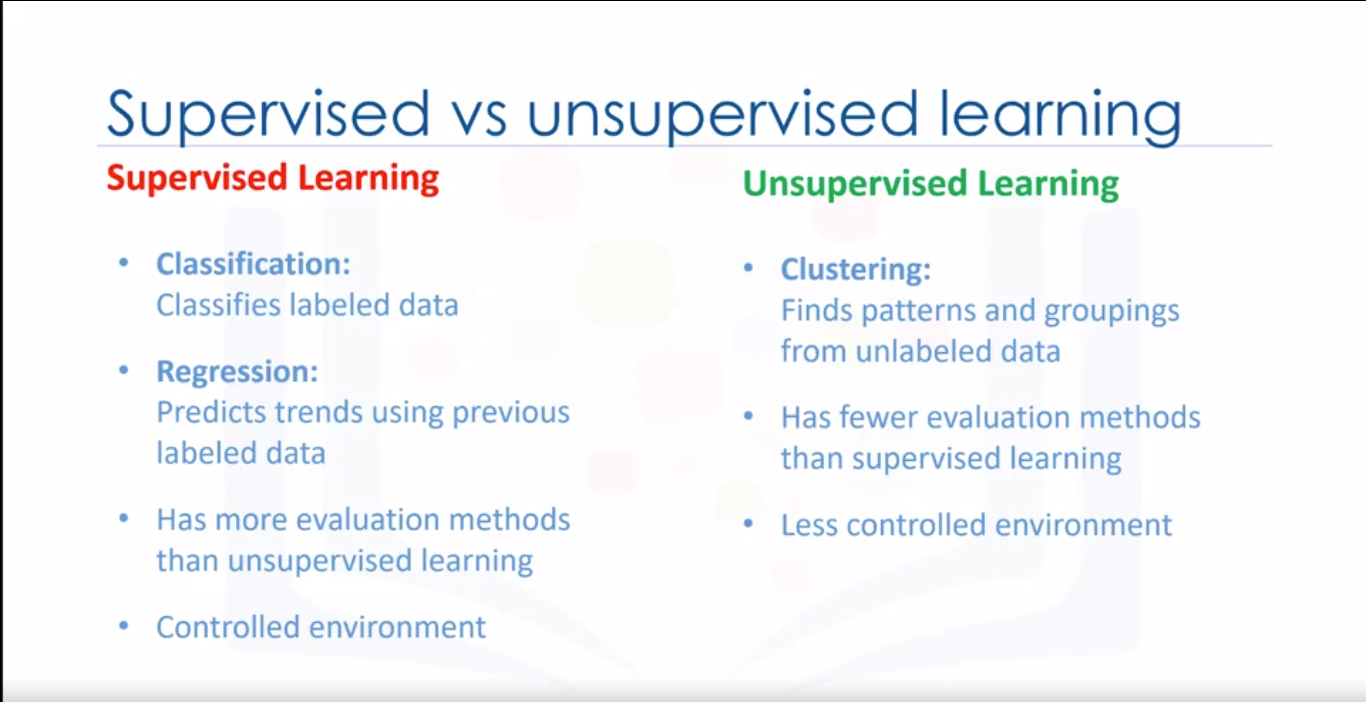 Supervised vs unsupervised learning
Supervised Learning
• Classification:
Classifies labeled data
• Regression:
Predicts trends using previous
labeled data
• Has more evaluation methods
than unsupervised learning
• Controlled environment
Unsupervised Learning
• Clustering:
Finds patterns and groupings
from unlabeled data
• Has fewer evaluation methods
than supervised learning
• Less controlled environment